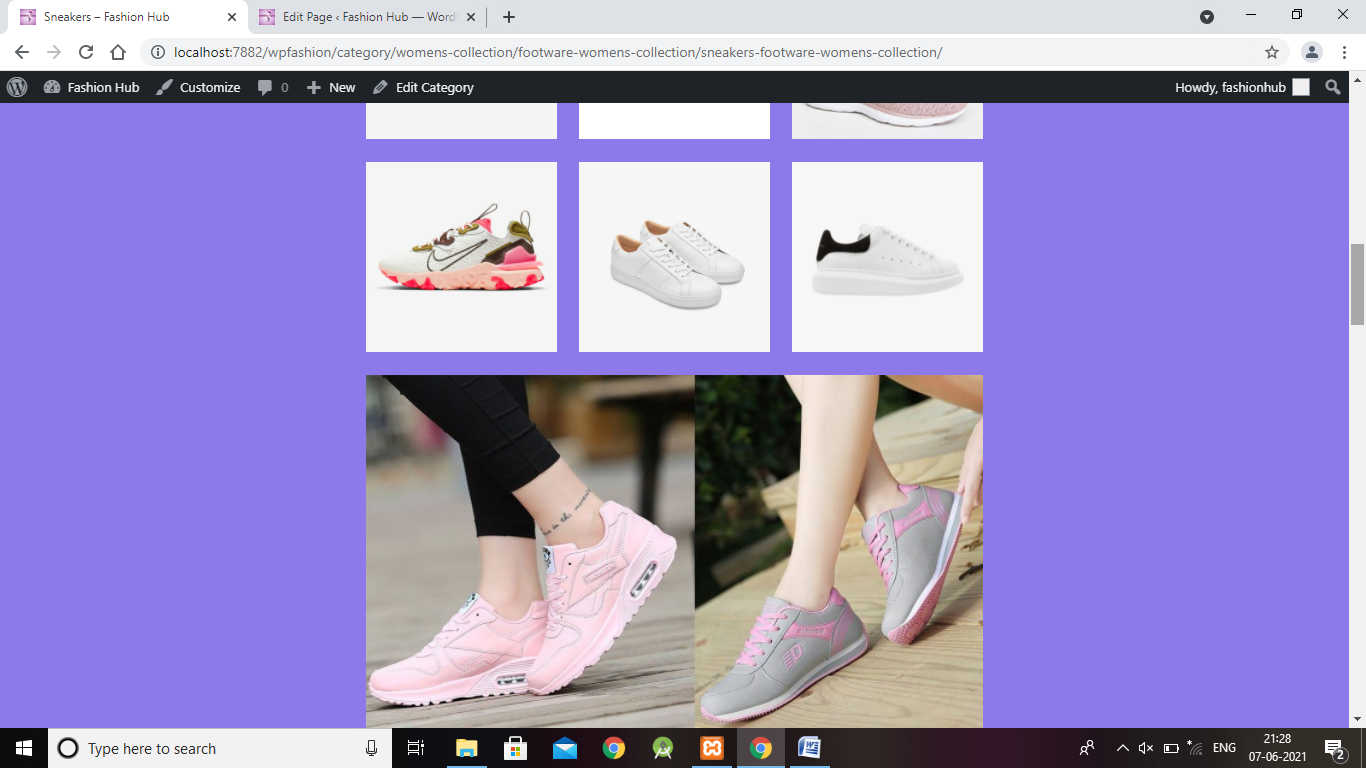 Sneakers – Fashion Hub
Edit Page ‹ Fashion Hub — Word
localhost:7882/wpfashion/category/womens-collection/footware-womens-collection/sneakers-footware-womens-collection/
Fashion Hub
Customize
0
New
Edit Category
Howdy, fashionhub
Type here to search
ENG
21:28
07-06-2021
2